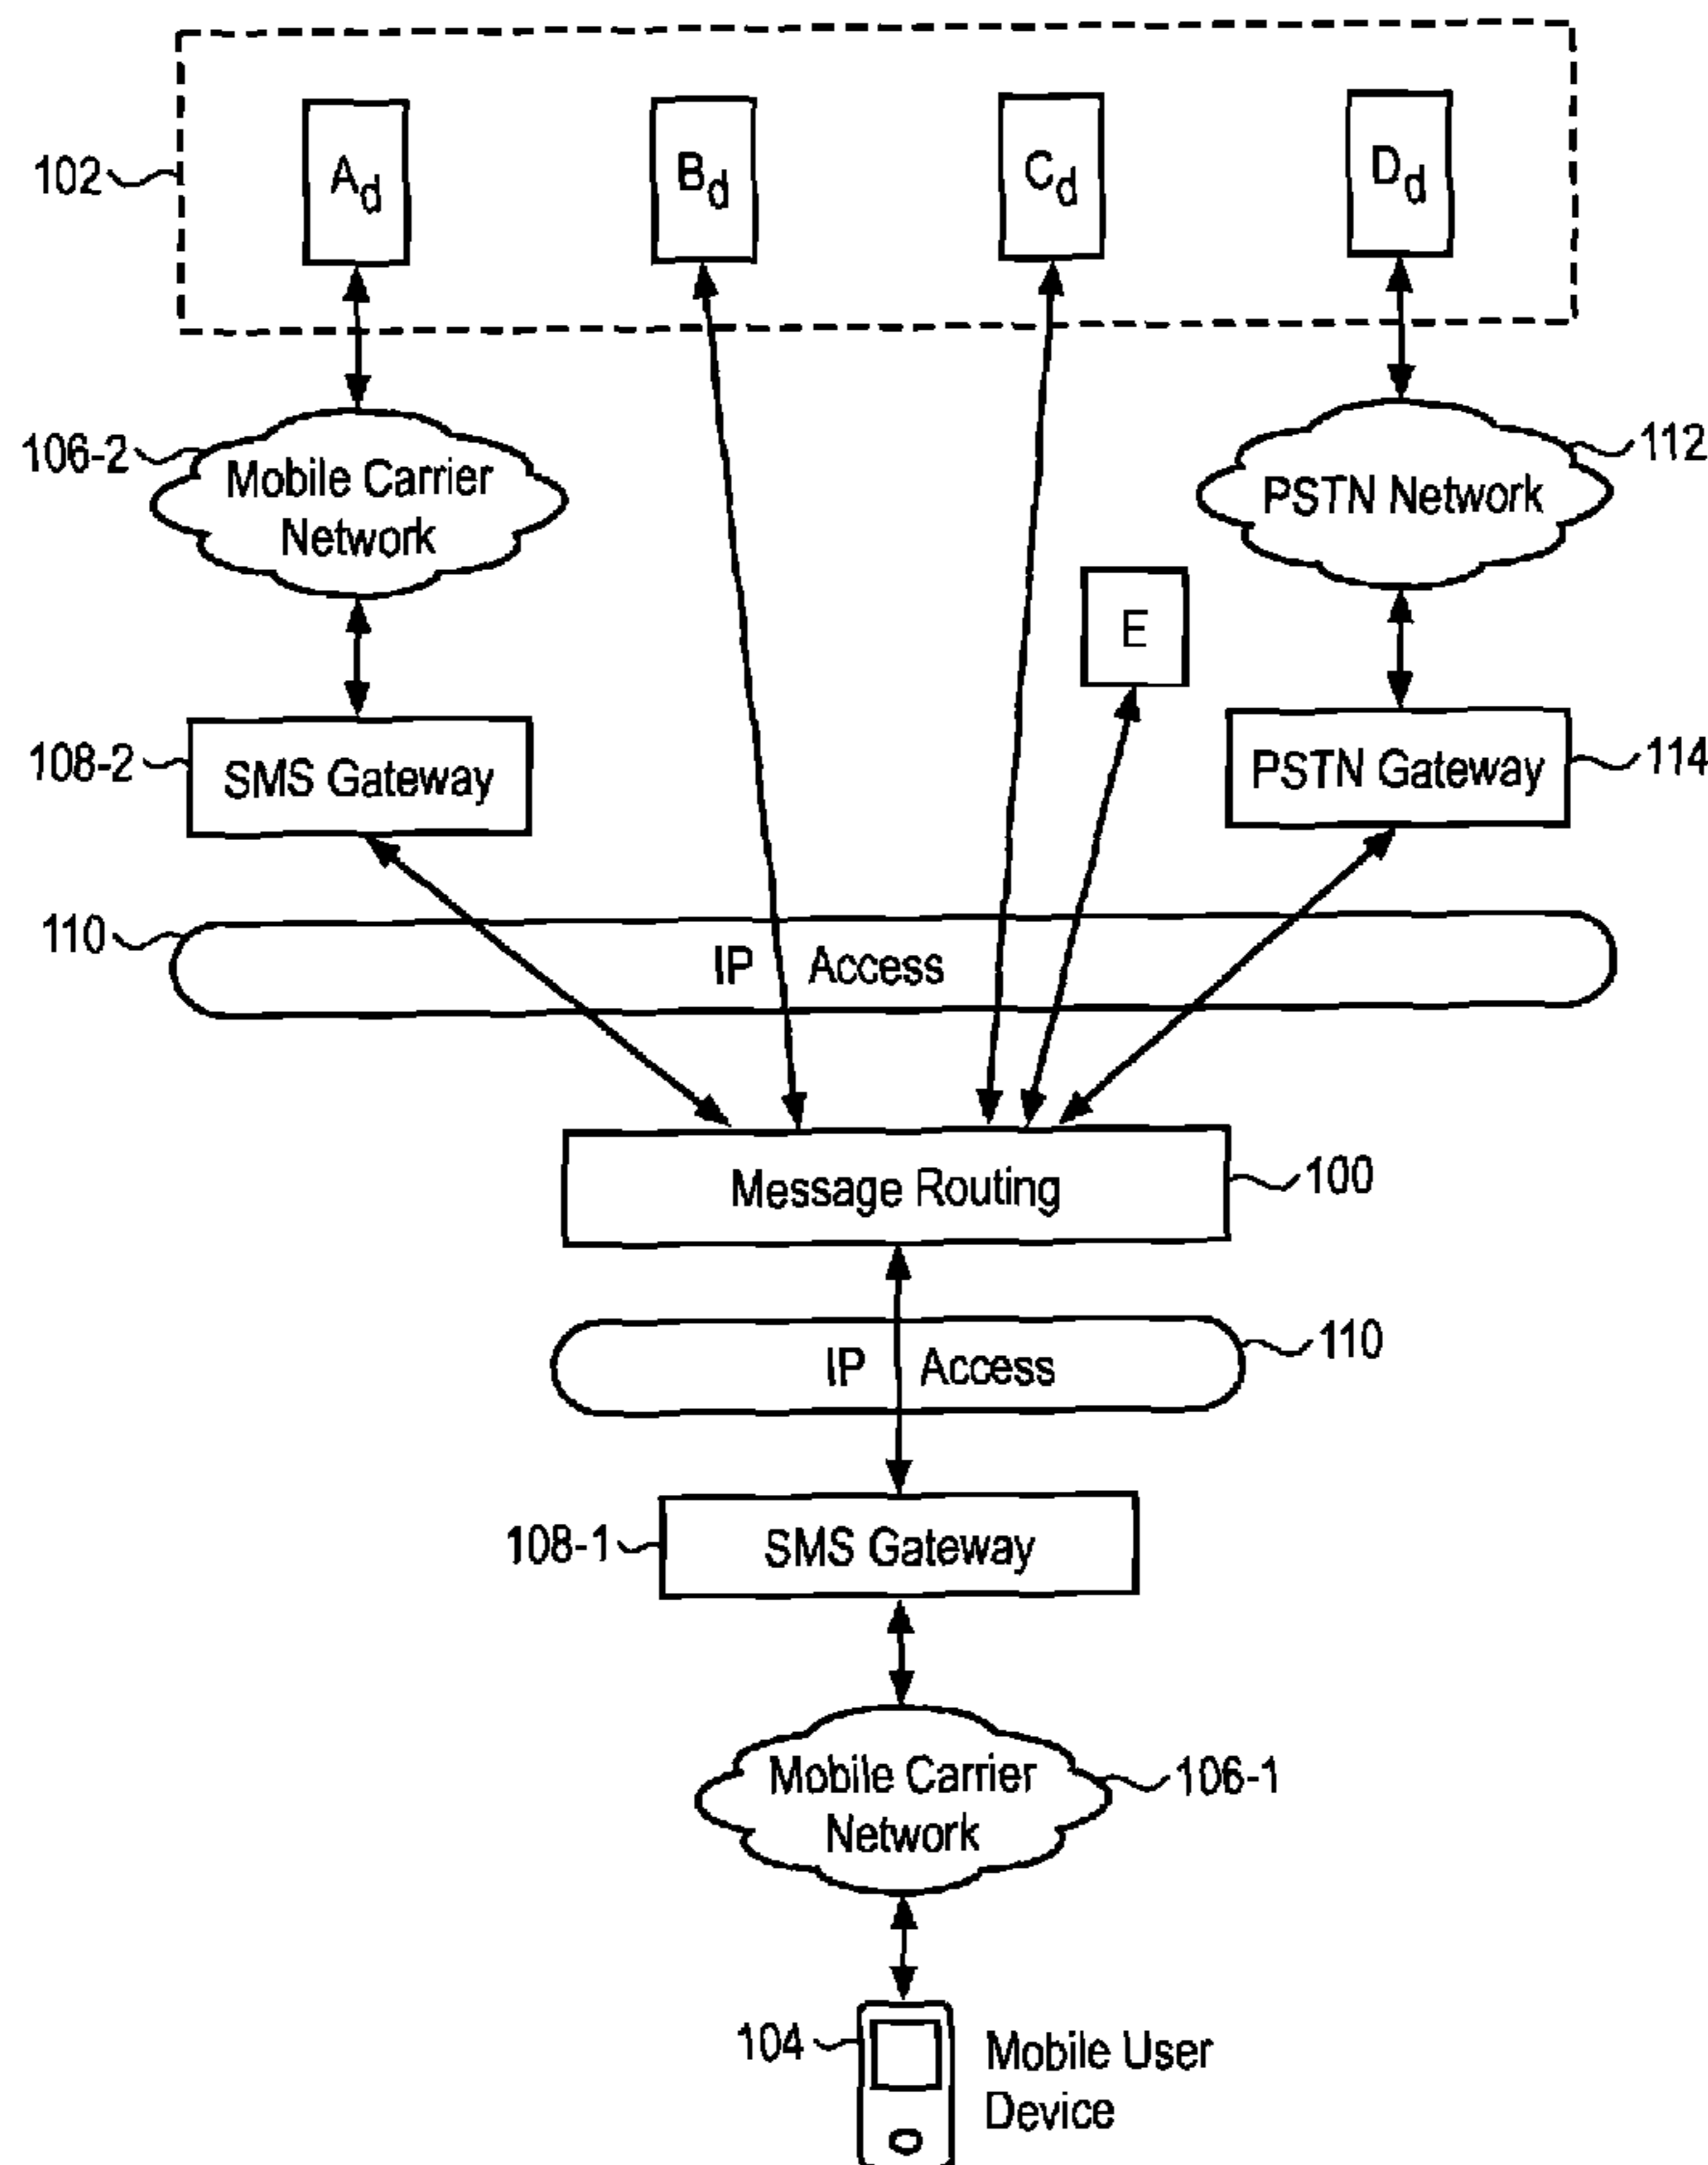 102
Ad
Bd
Cd
Dd
106-2
Mobile Carrier
Network
112
PSTN Network
E
108-2
SMS Gateway
PSTN Gateway
114
110
IP Access
Message Routing
100
IP Access
110
108-1
SMS Gateway
Mobile Carrier
Network
106-1
104
Mobile User
Device